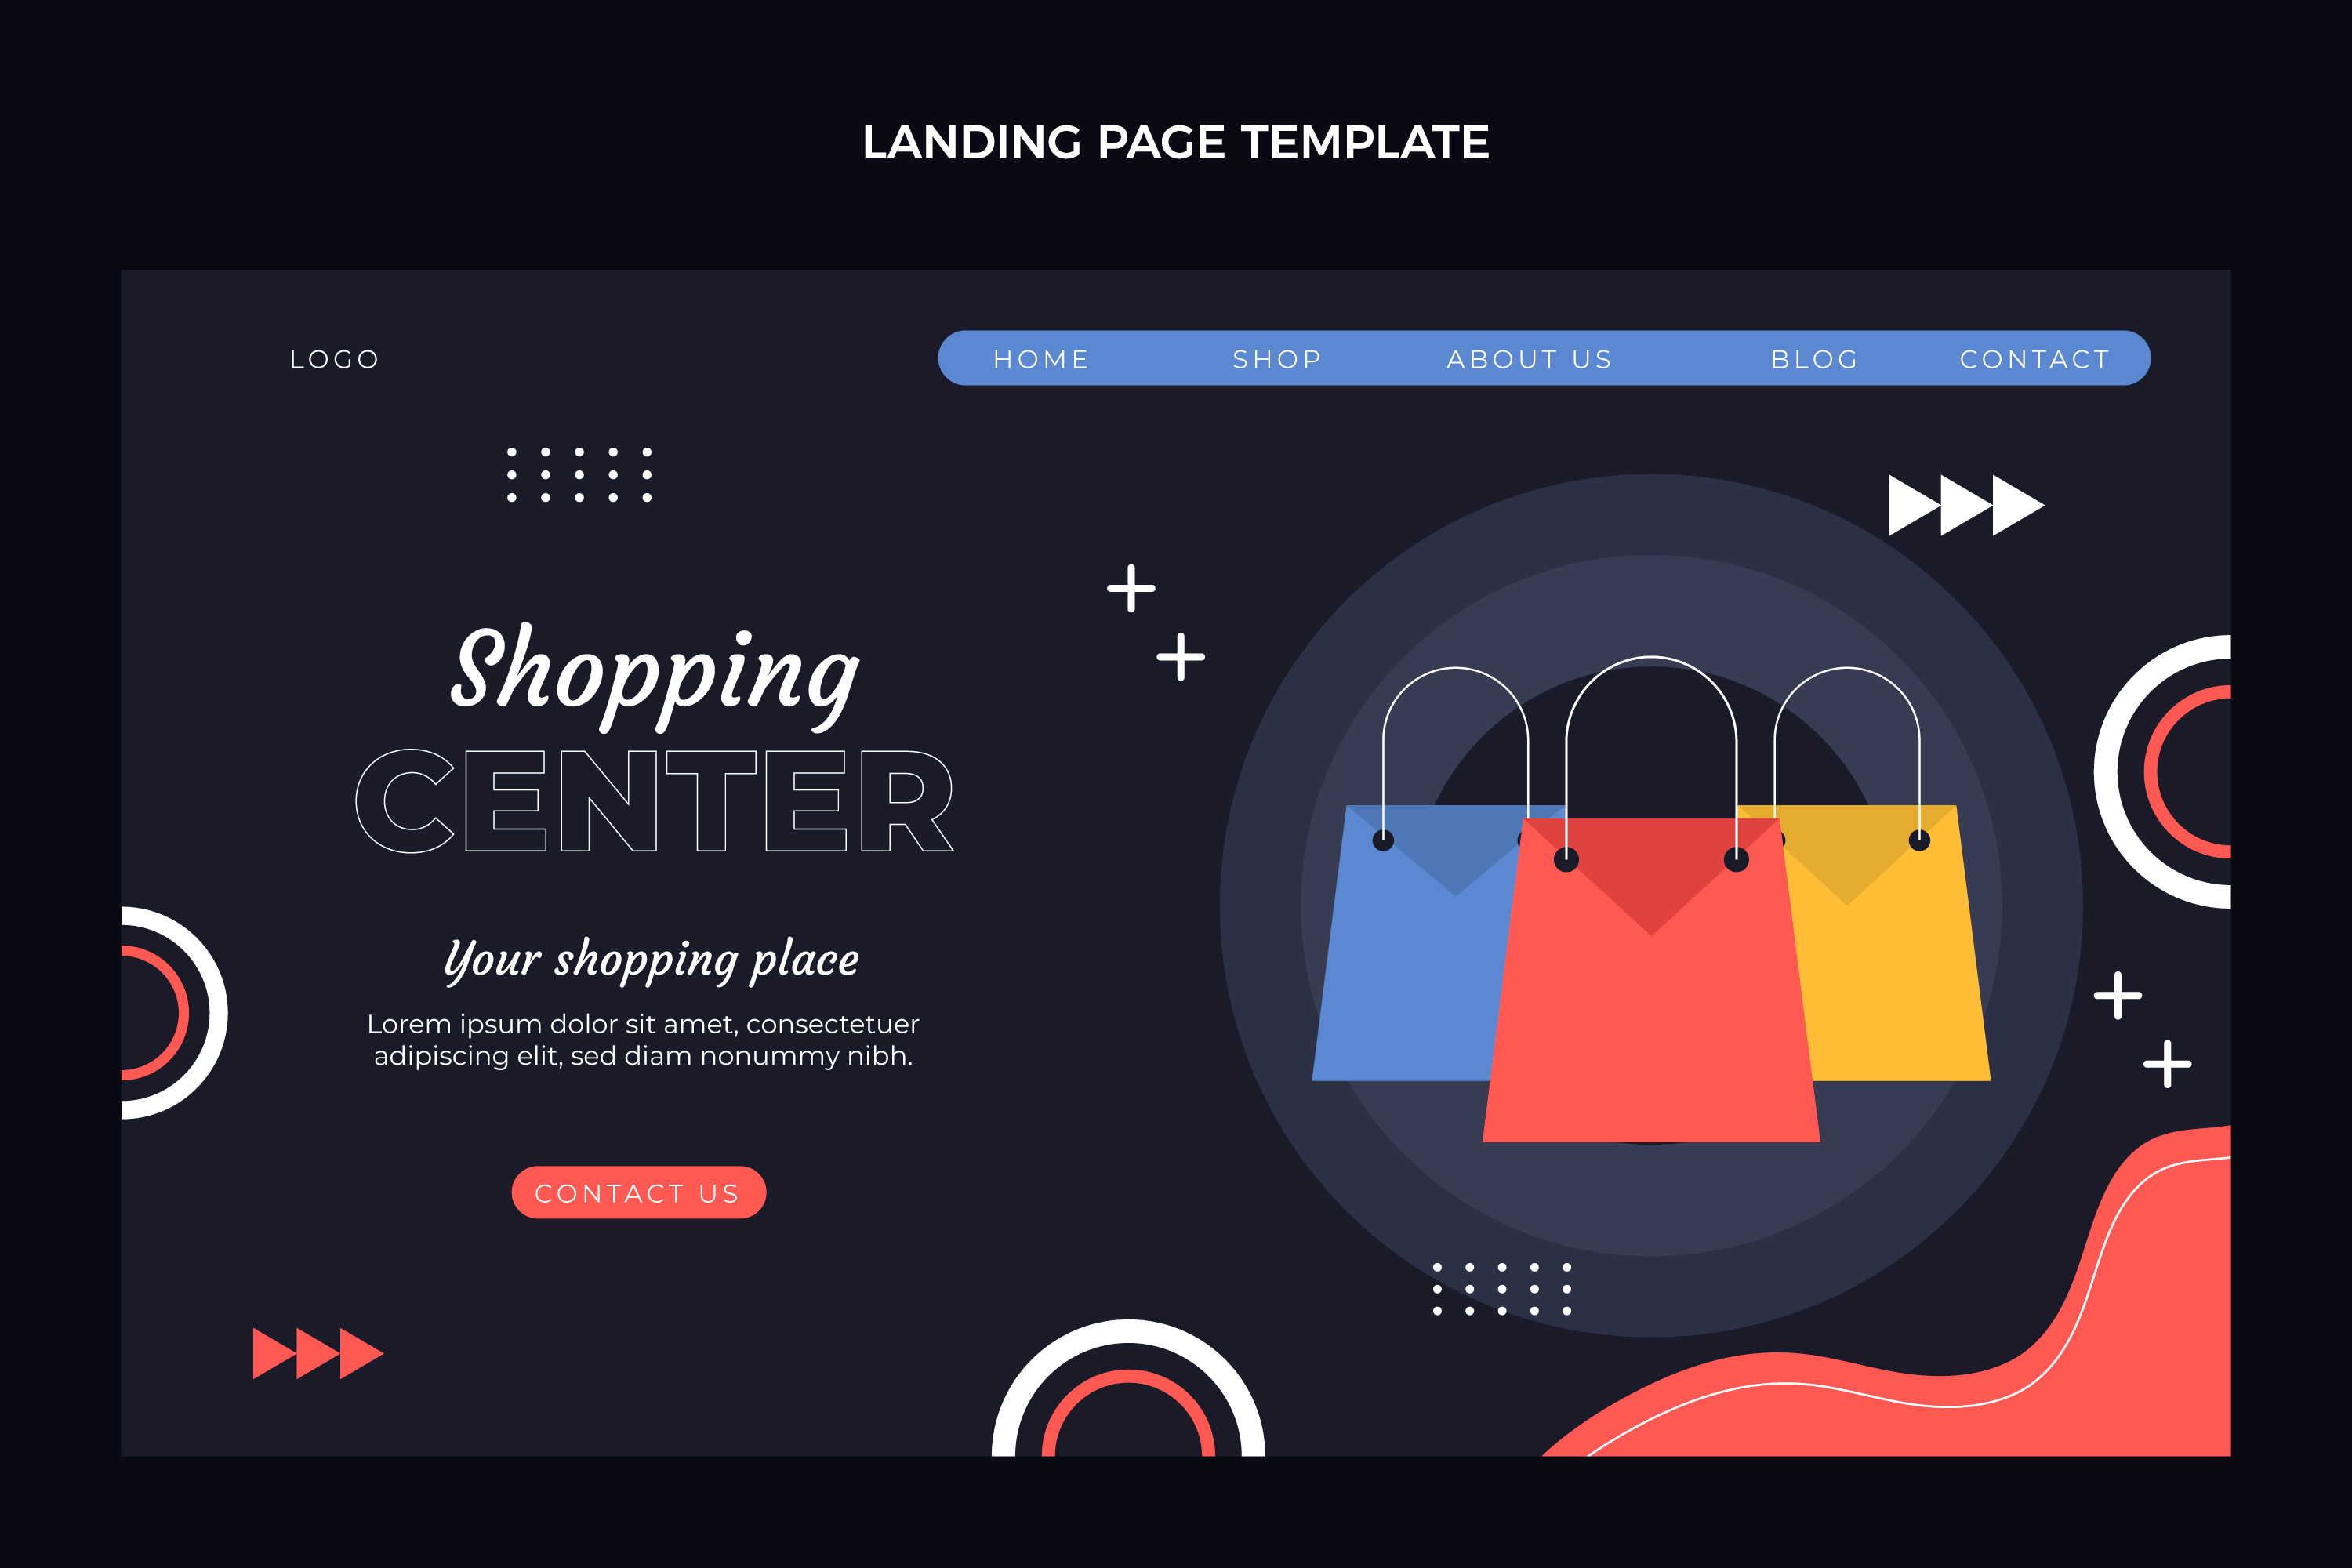 LANDING PAGE TEMPLATE
LOGO
HOME SHOP ABOUT US BLOG CONTACT
Shopping
CENTER
Your shopping place
Lorem ipsum dolor sit amet, consectetuer
adipiscing elit, sed diam nonummy nibh.
CONTACT US